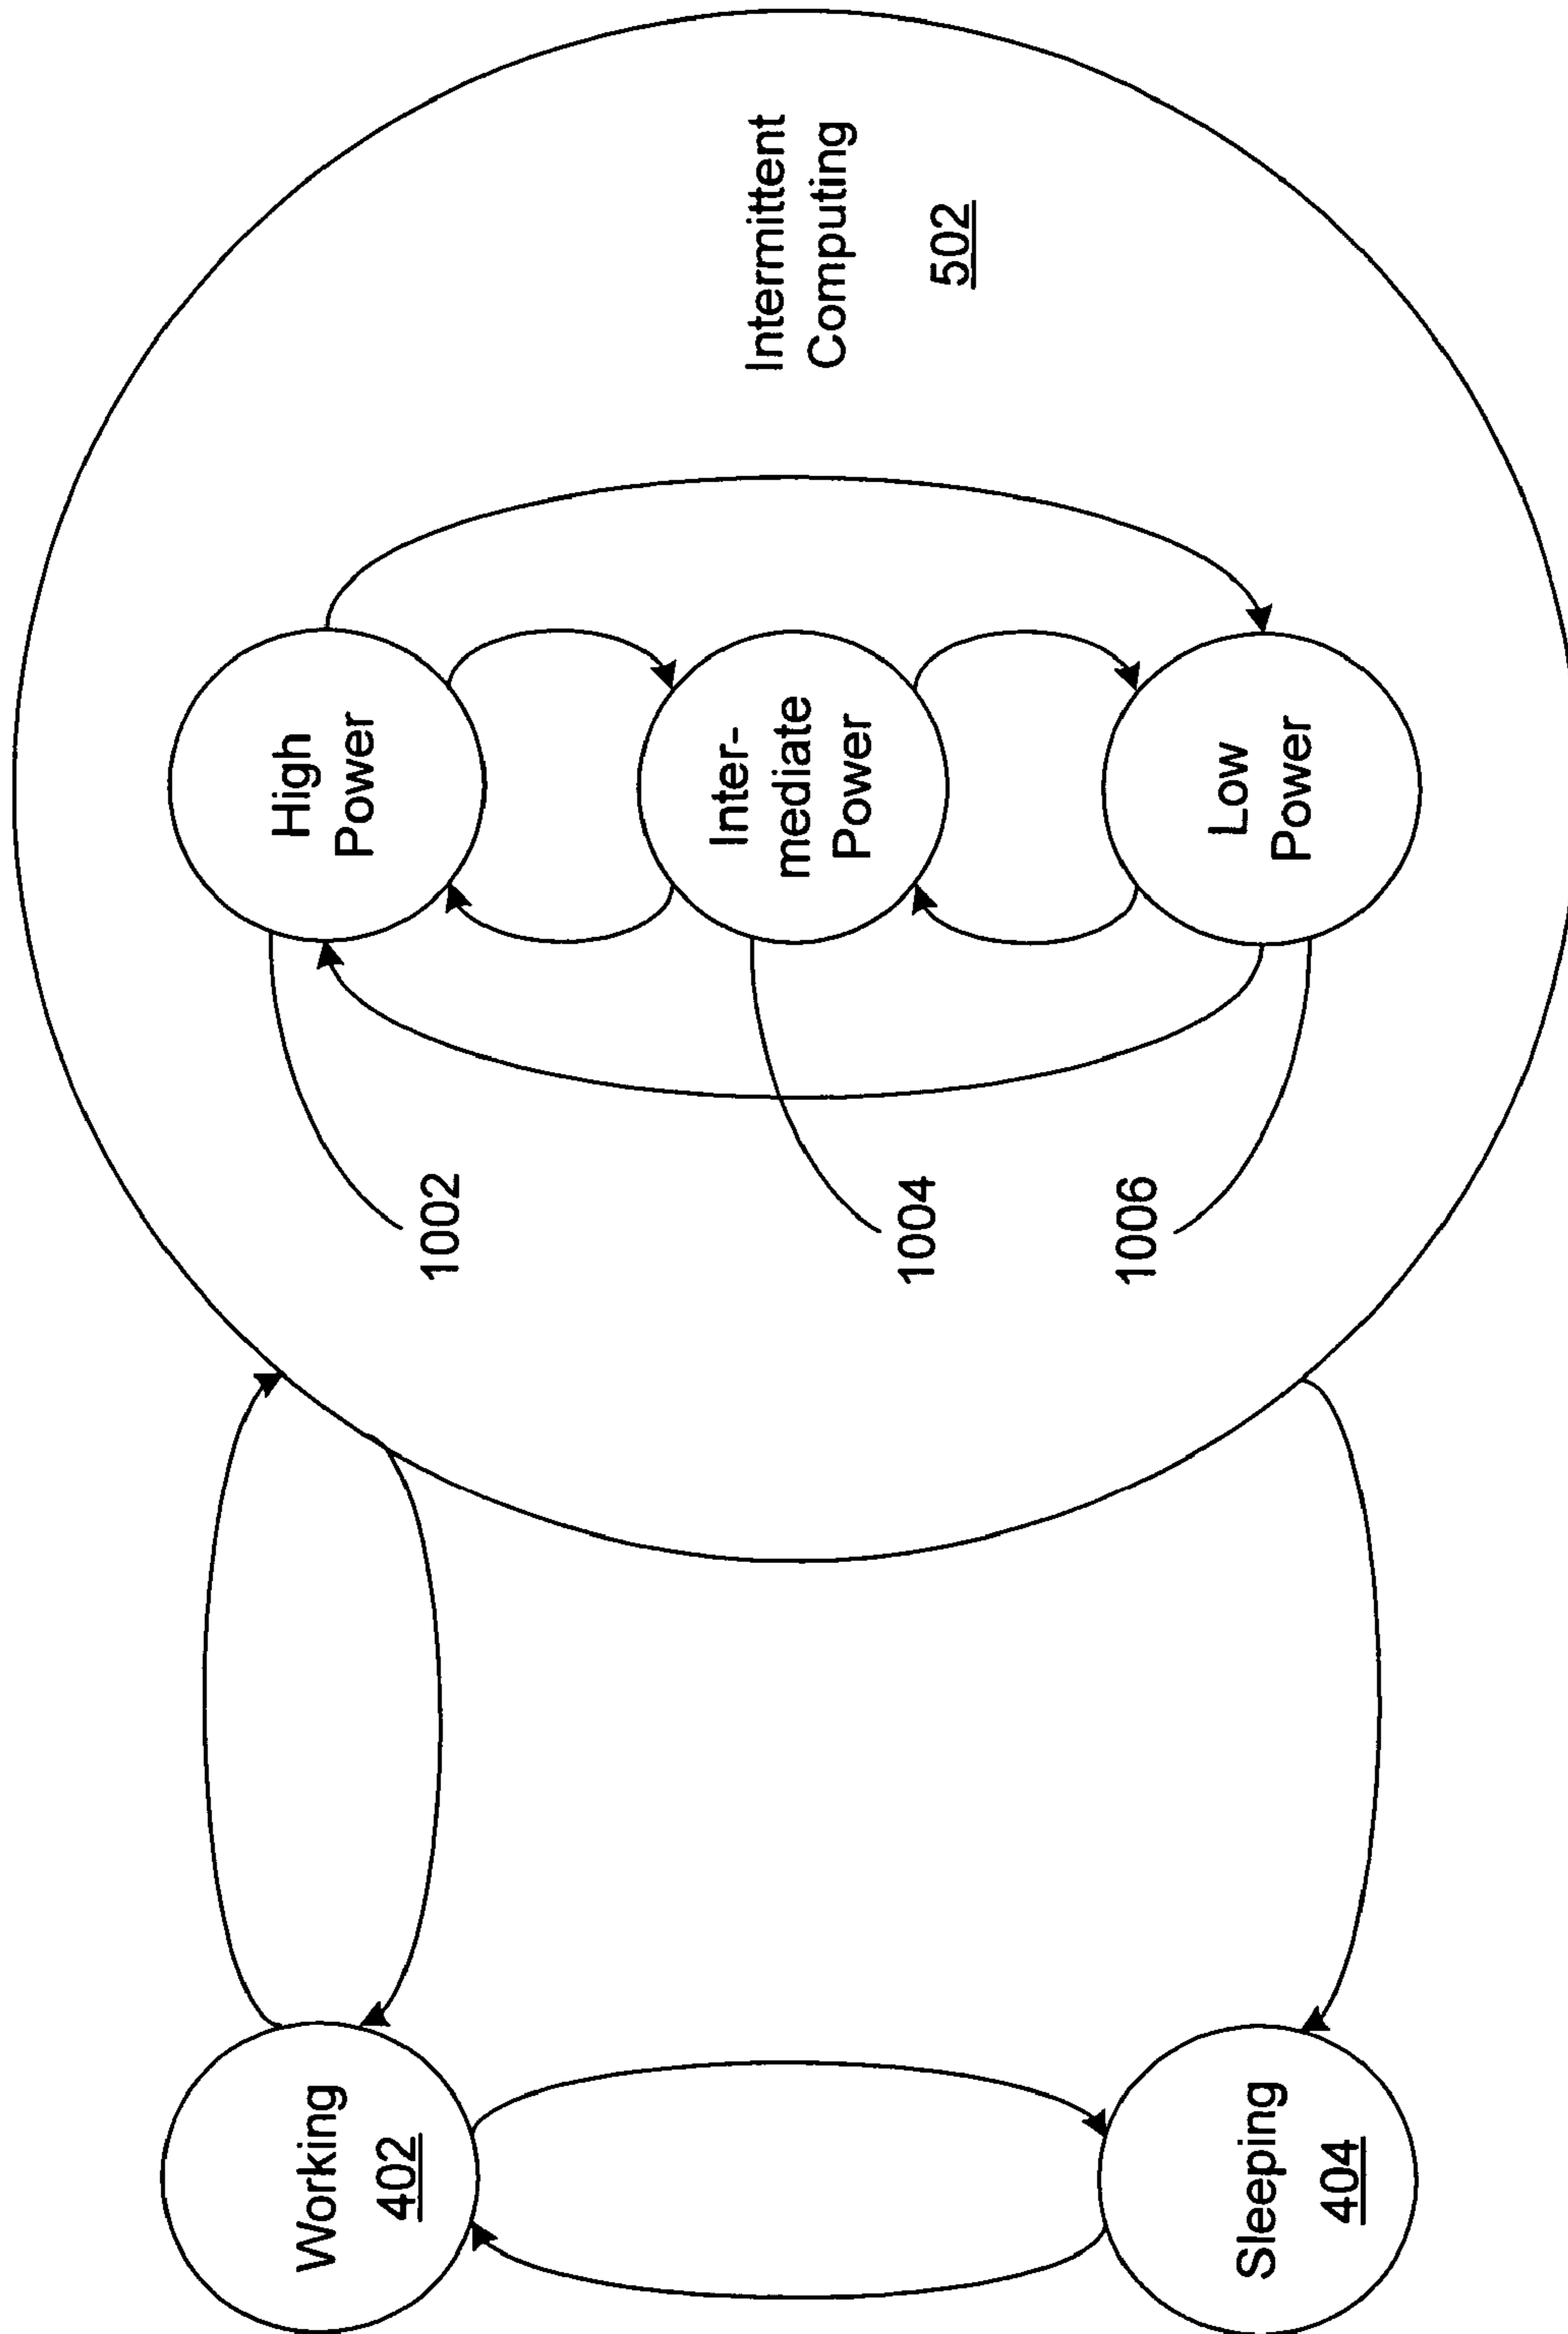 Working
402
Sleeping
404
1002
1004
1006
High
Power
Inter-
mediate
Power
Low
Power
Intermittent
Computing
502